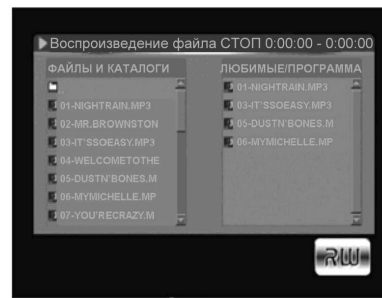 Воспроизведение файла СТОП 0:00:00 - 0:00:00
ФАЙЛЫ И КАТАЛОГИ
..
01-NIGHTRAIN.MP3
02-MR.BROWNSTON
03-IT'SSOEASY.MP3
04-WELCOMETOTHE
05-DUSTN'BONES.M
06-MYMICHELLE.MP
07-YOU'RECRAZY.M
ЛЮБИМЫЕ/ПРОГРАММА
01-NIGHTRAIN.MP3
03-IT'SSOEASY.MP3
05-DUSTN'BONES.M
06-MYMICHELLE.MP
RW